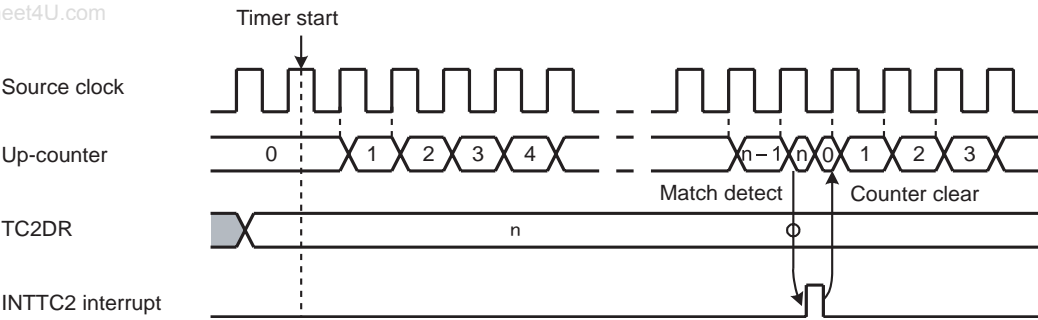 eet4U.com
Timer start
Source clock
Up-counter
0 1 2 3 4 n – 1 n 0 1 2 3
Match detect
Counter clear
TC2DR
n
INTTC2 interrupt